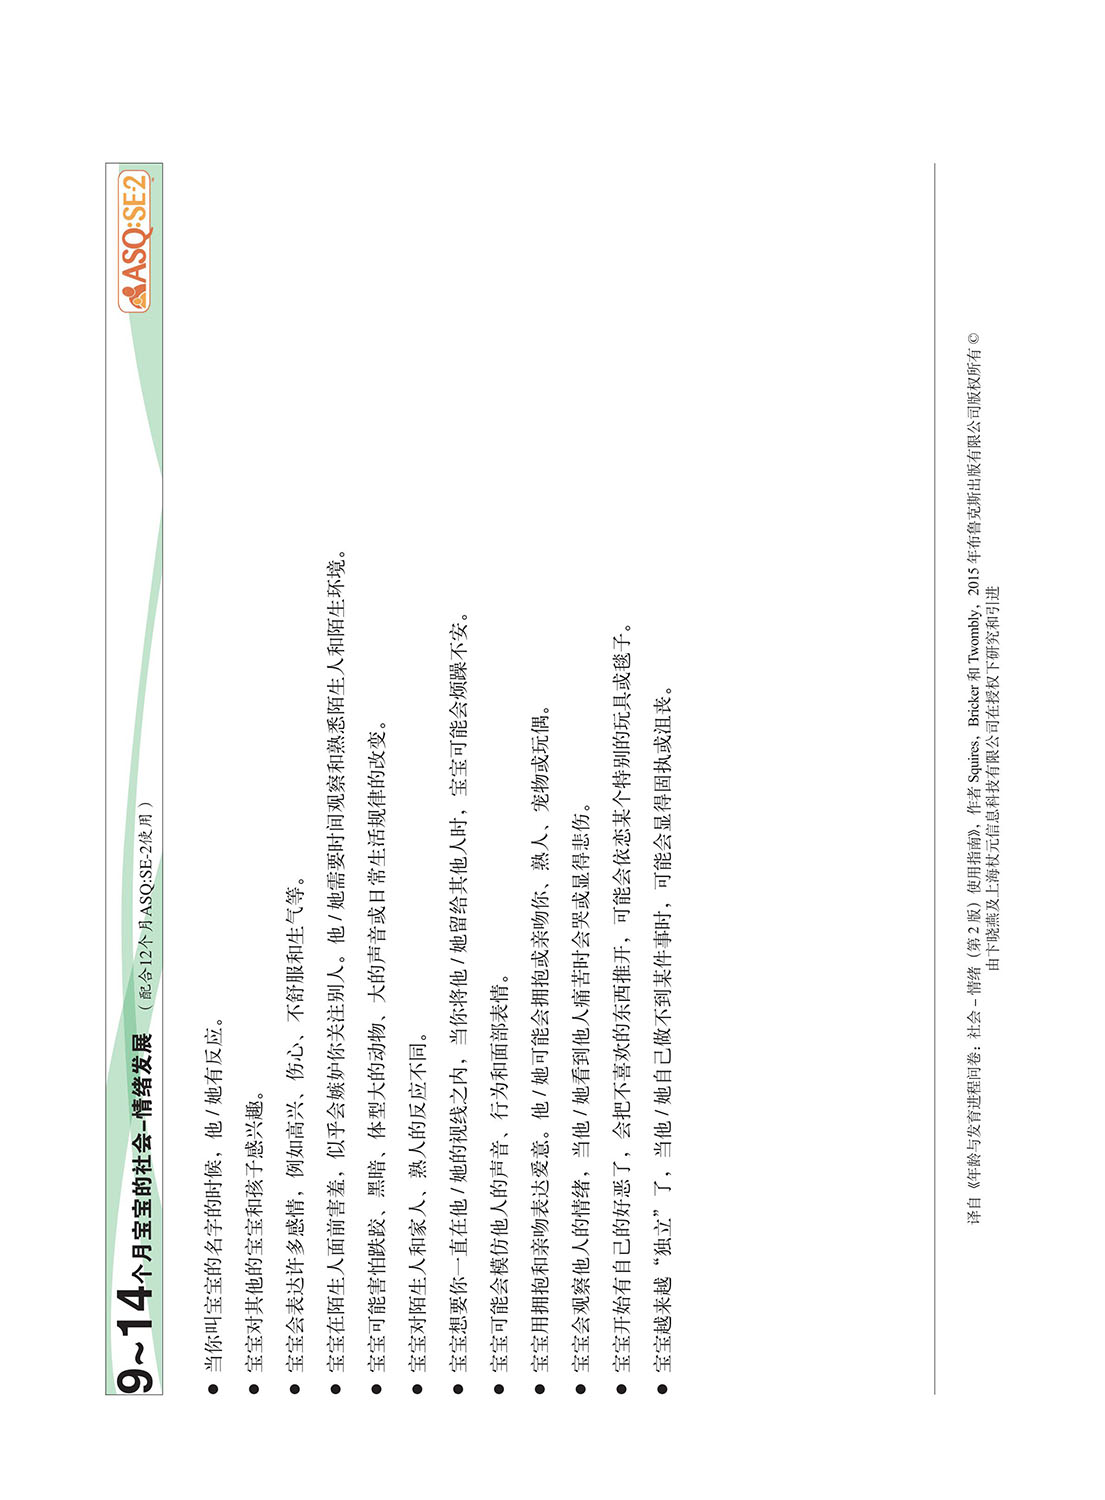 9~14个月宝宝的社会-情绪发展 （配合12个月ASQ:SE-2使用）
ASQ:SE-2
● 当你叫宝宝的名字的时候，他 / 她有反应。
● 宝宝对其他的宝宝和孩子感兴趣。
● 宝宝会表达许多感情，例如高兴、伤心、不舒服和生气等。
● 宝宝在陌生人面前害羞，似乎会嫉妒你关注别人。他 / 她需要时间观察和熟悉陌生人和陌生环境。
● 宝宝可能害怕跌跤、黑暗、体型大的动物、大的声音或日常生活规律的改变。
● 宝宝对陌生人和家人、熟人的反应不同。
● 宝宝想要你一直在他 / 她的视线之内，当你将他 / 她留给其他人时，宝宝可能会烦躁不安。
● 宝宝可能会模仿他人的声音、行为和面部表情。
● 宝宝用拥抱和亲吻表达爱意。他 / 她可能会拥抱或亲吻你、熟人、宠物或玩偶。
● 宝宝会观察他人的情绪，当他 / 她看到他人痛苦时会哭或显得悲伤。
● 宝宝开始有自己的好恶了，会把不喜欢的东西推开，可能会依恋某个特别的玩具或毯子。
● 宝宝越来越“独立”了，当他 / 她自己做不到某件事时，可能会显得固执或沮丧。
译自《年龄与发育进程问卷：社会 – 情绪（第 2 版）使用指南》，作者 Squires，Bricker 和 Twombly，2015 年布鲁克斯出版有限公司版权所有 ©
由卞晓燕及上海杖元信息科技有限公司在授权下研究和引进